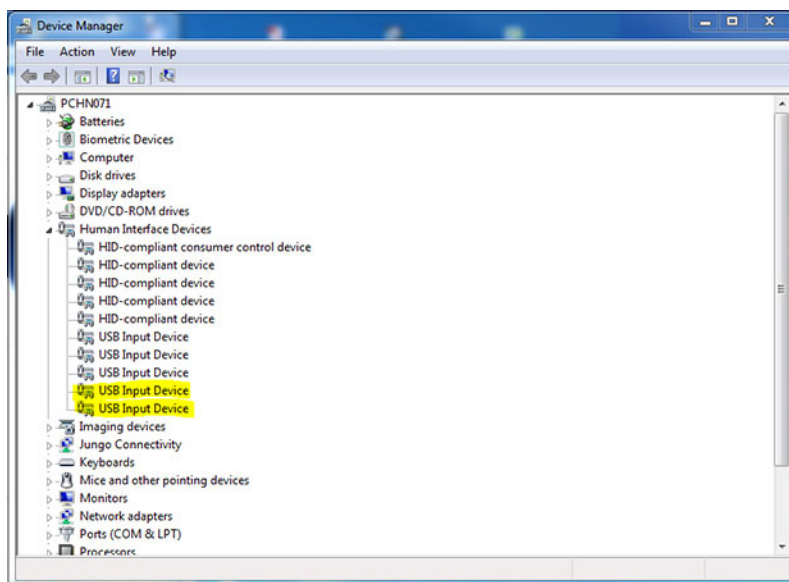 Device Manager
File Action View Help
PCHN071
Batteries
Biometric Devices
Computer
Disk drives
Display adapters
DVD/CD-ROM drives
Human Interface Devices
HID-compliant consumer control device
HID-compliant device
HID-compliant device
HID-compliant device
HID-compliant device
USB Input Device
USB Input Device
USB Input Device
USB Input Device
USB Input Device
Imaging devices
Jungo Connectivity
Keyboards
Mice and other pointing devices
Monitors
Network adapters
Ports (COM & LPT)
Processors